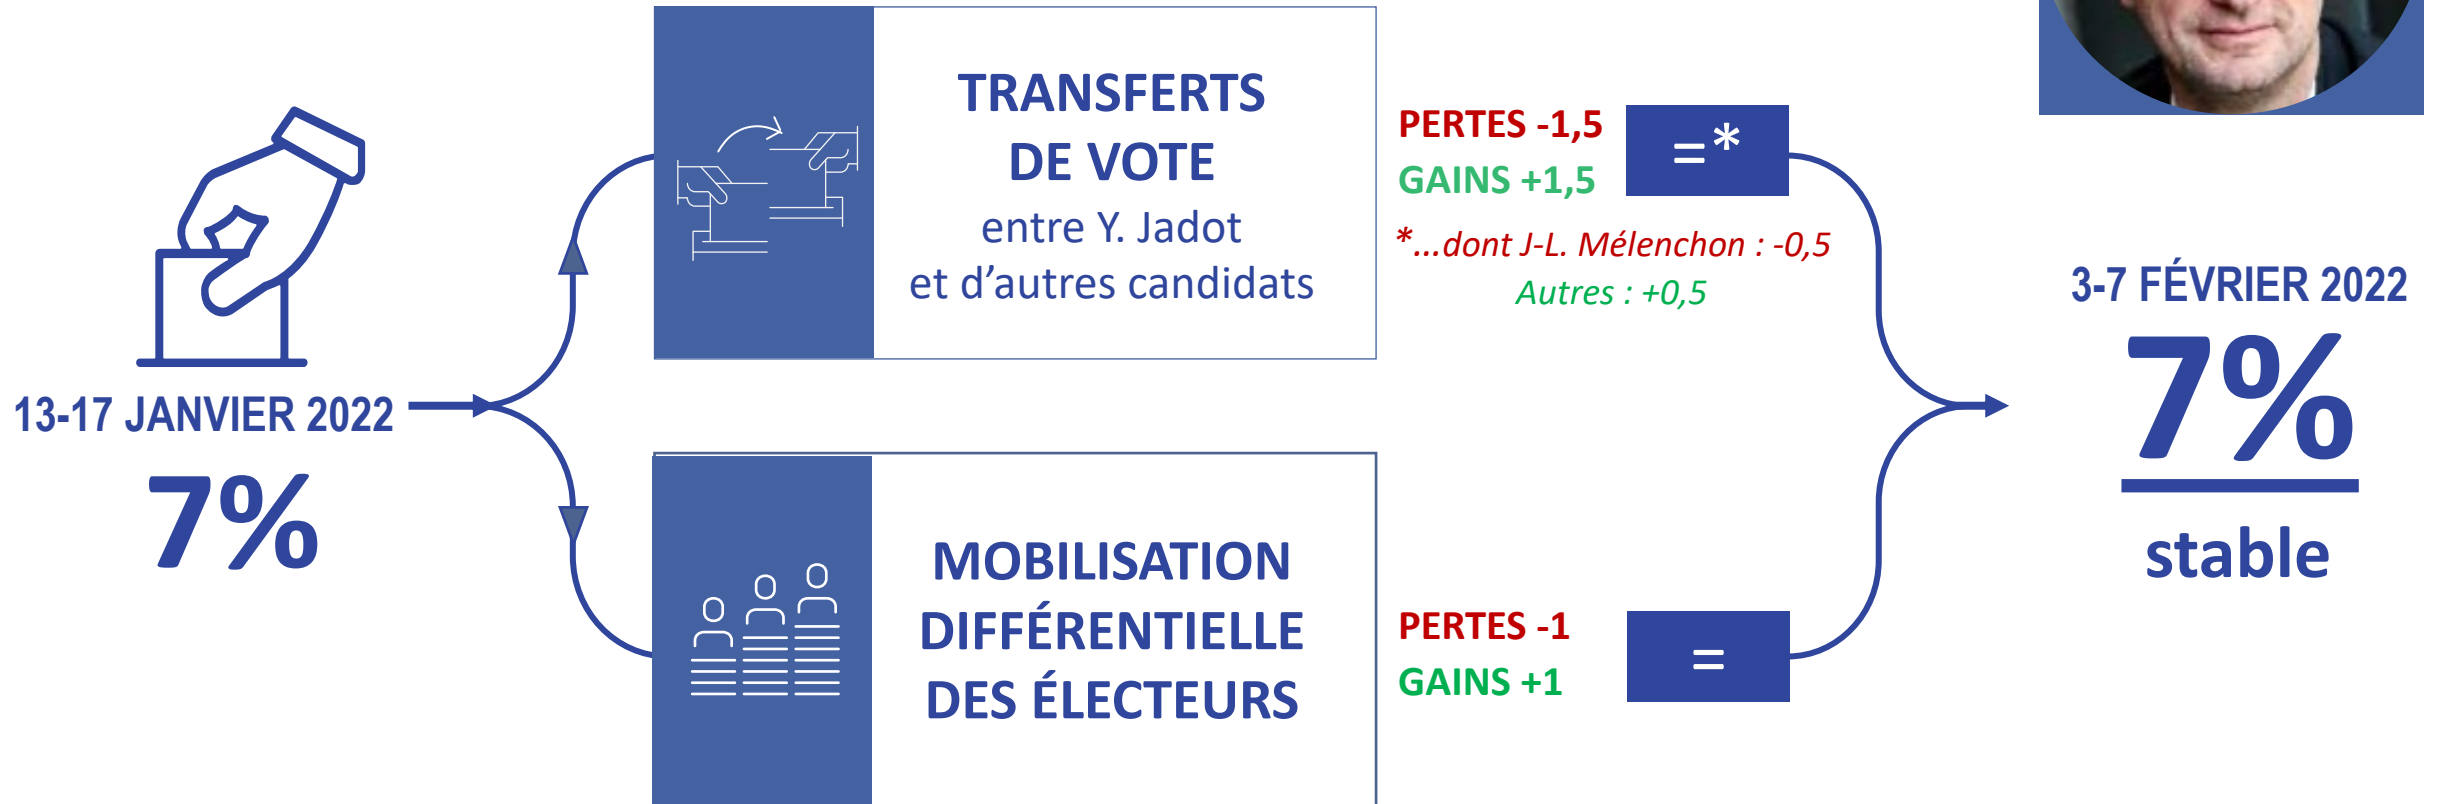 13-17 JANVIER 2022
7%
TRANSFERTS
DE VOTE
entre Y. Jadot
et d’autres candidats
PERTES -1,5
GAINS +1,5
=*
*...dont J-L. Mélenchon : -0,5
Autres : +0,5
MOBILISATION
DIFFÉRENTIELLE
DES ÉLECTEURS
PERTES -1
GAINS +1
=
3-7 FÉVRIER 2022
7%
stable